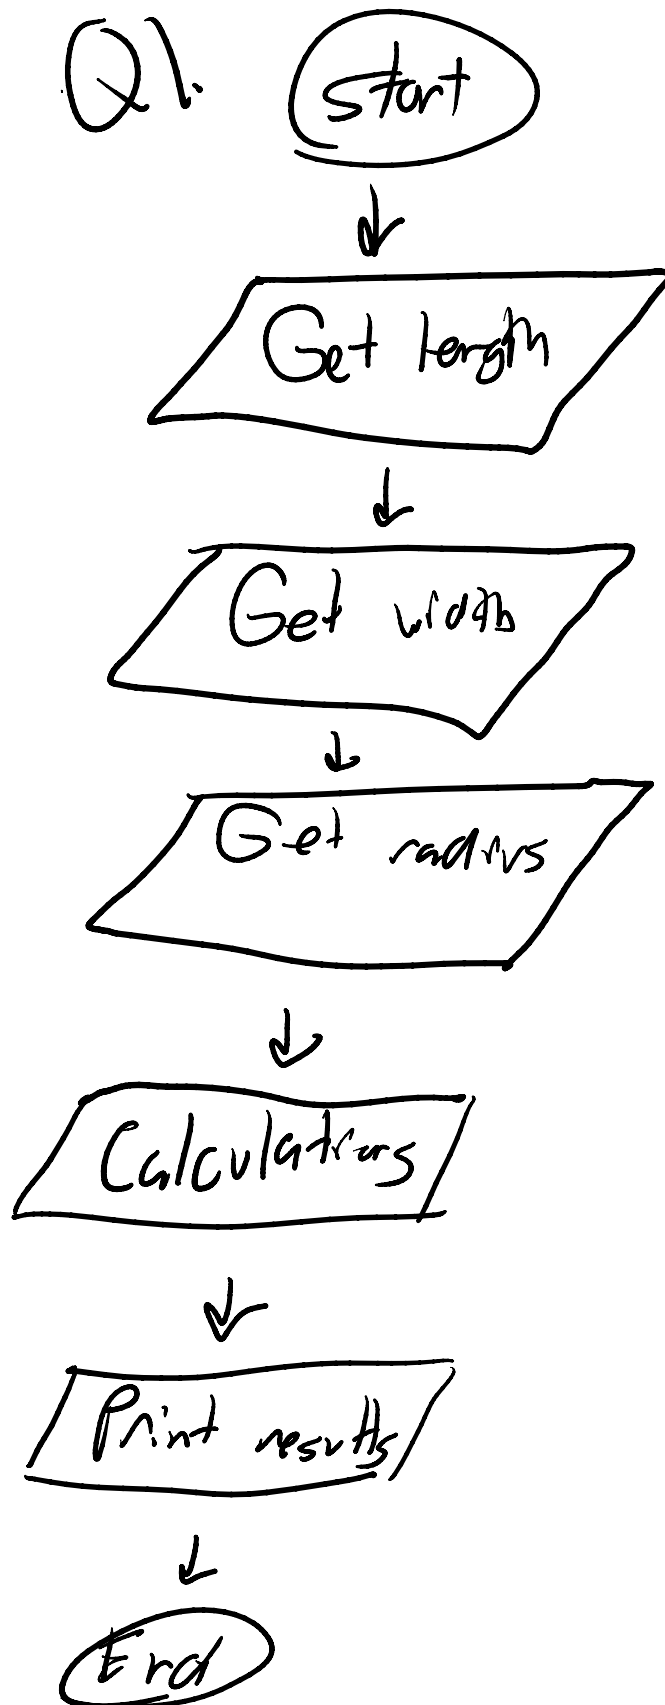 Q1.
Start
Get length
Get width
Get radius
Calculations
Print results
End